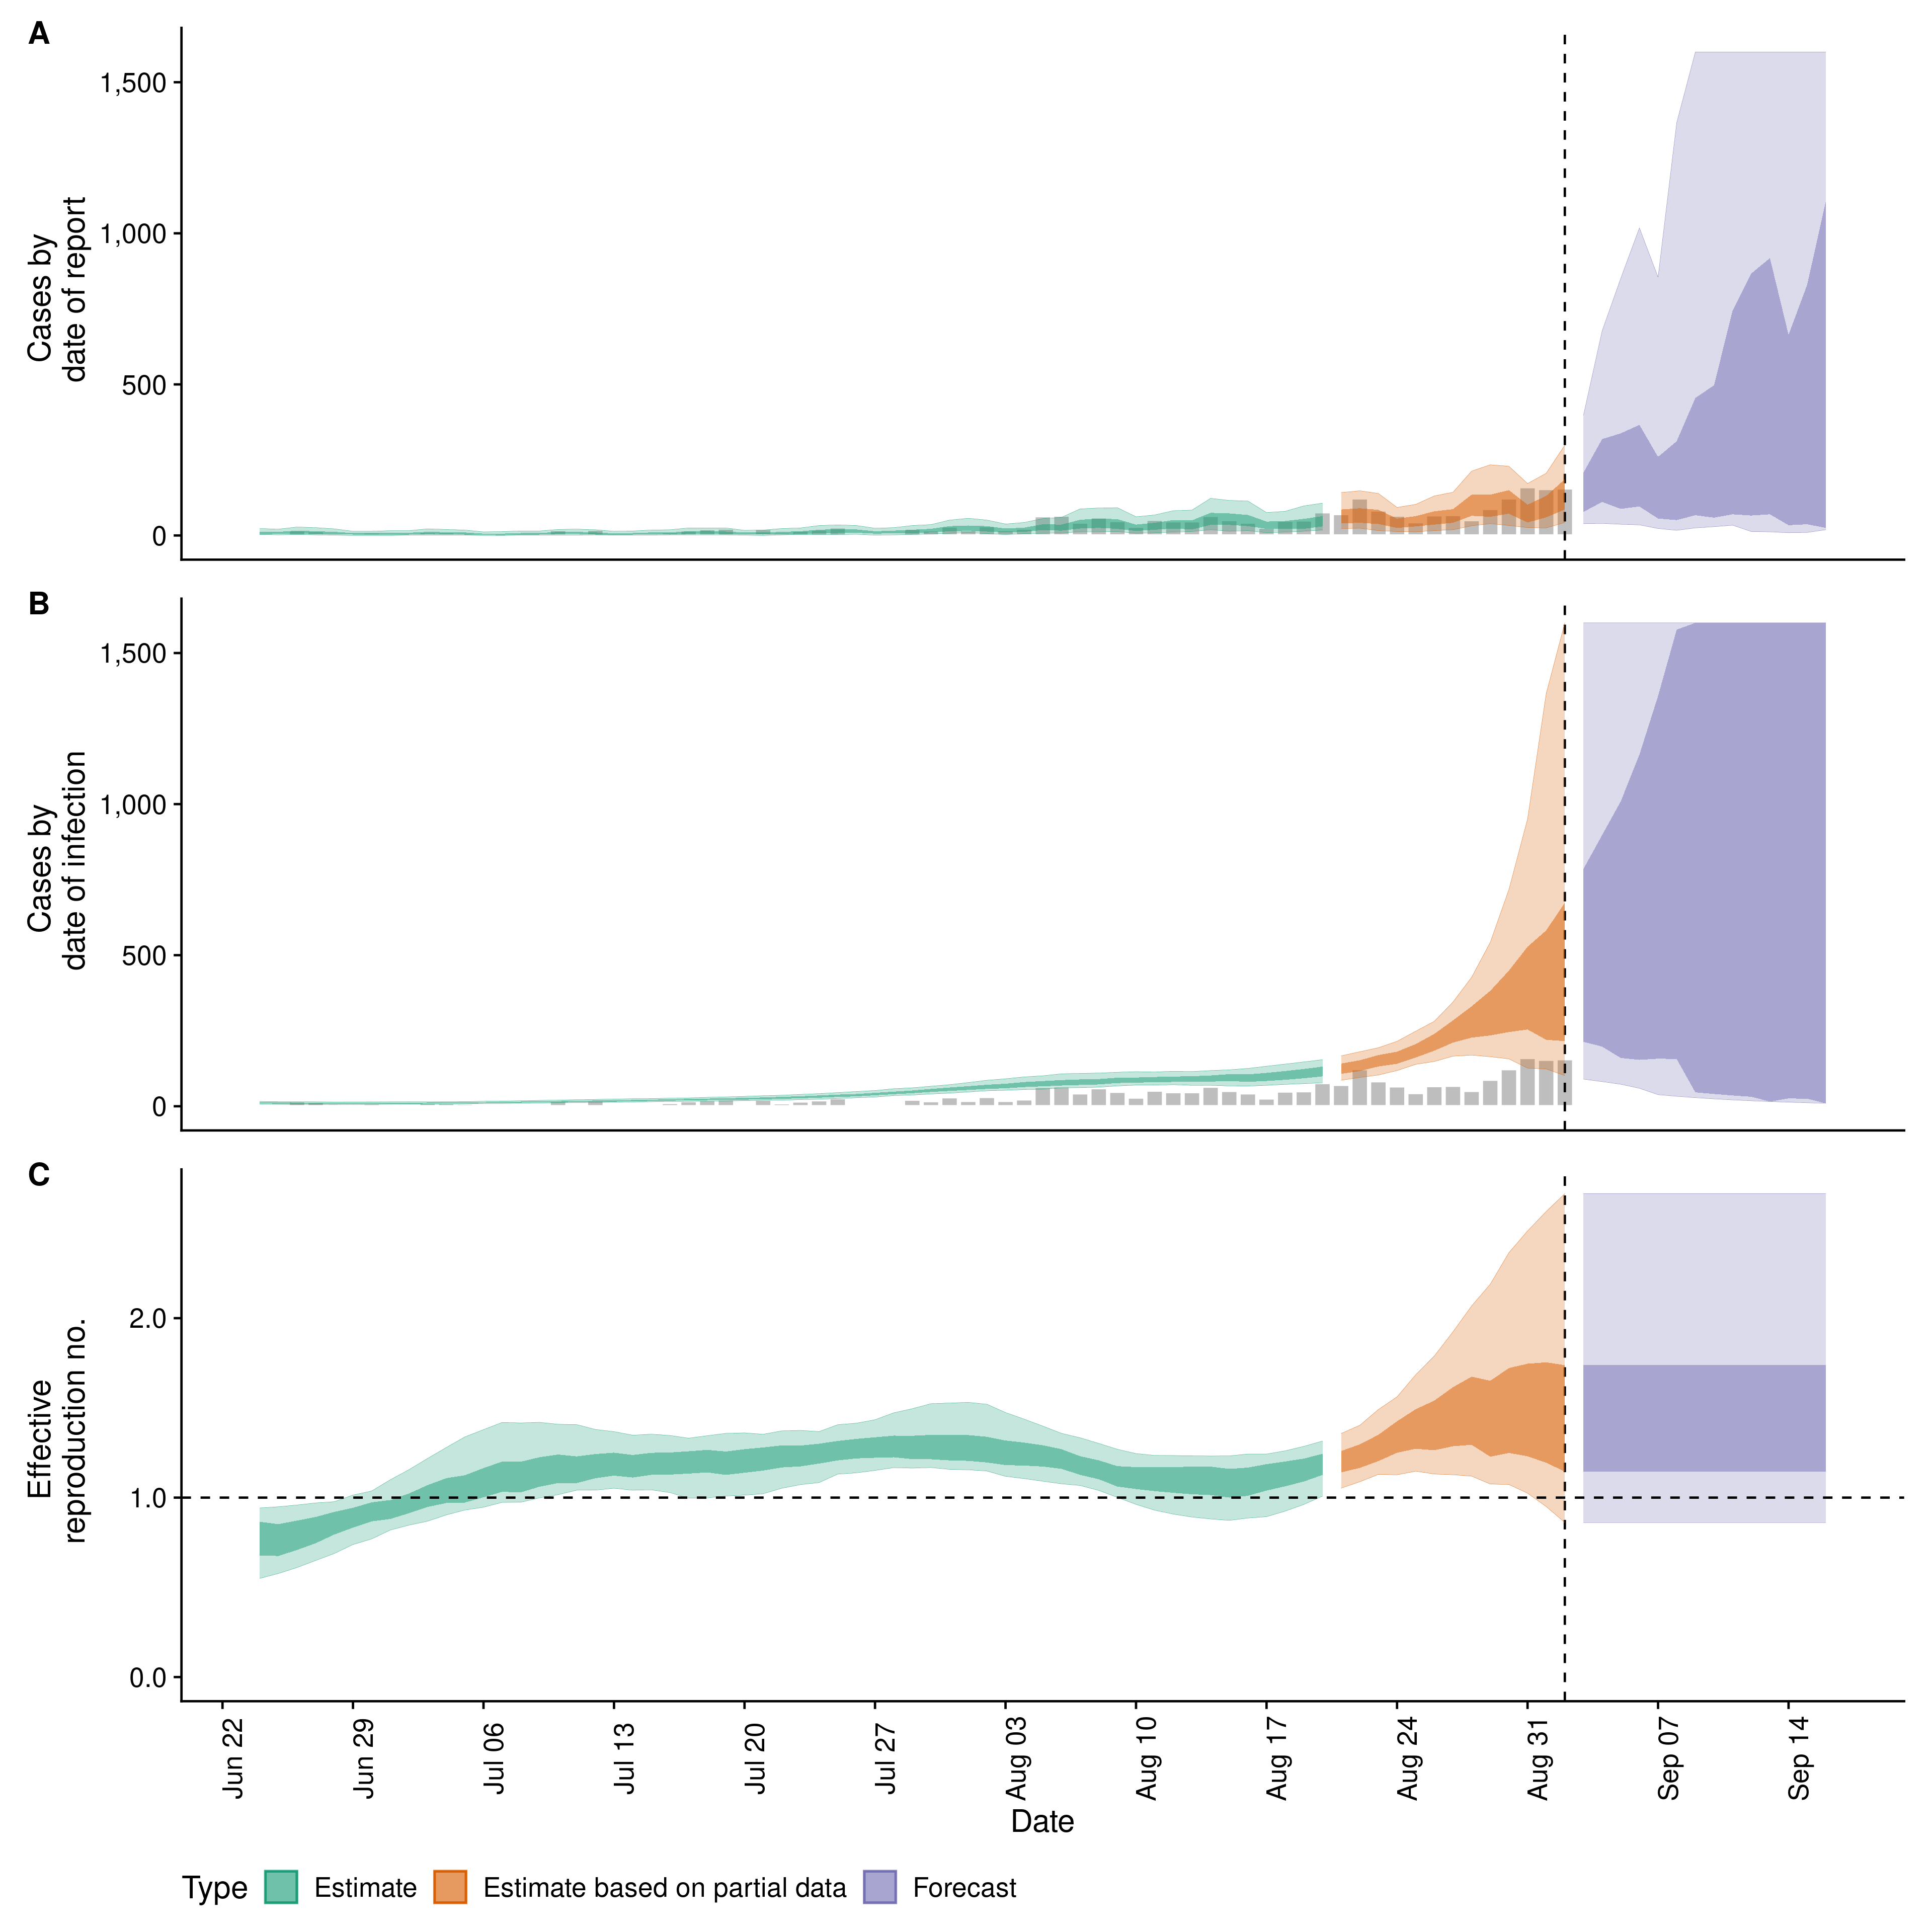 A
1,500
1,000
500
0
Cases by
date of report
B
1,500
1,000
500
0
Cases by
date of infection
C
2.0
1.0
0.0
Effective
reproduction no.
Jun 22
Jun 29
Jul 06
Jul 13
Jul 20
Jul 27
Aug 03
Aug 10
Aug 17
Aug 24
Aug 31
Sep 07
Sep 14
Date
Type Estimate Estimate based on partial data Forecast